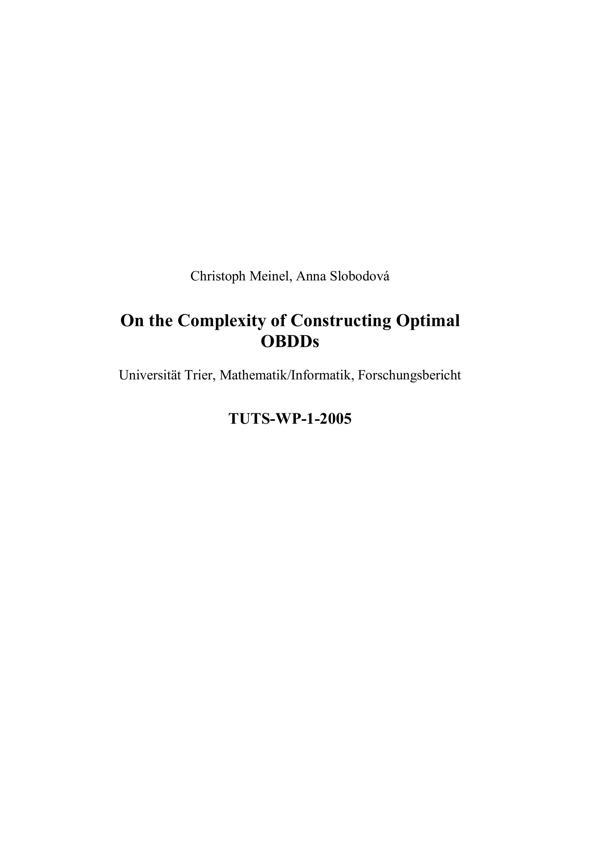 Christoph Meinel, Anna Slobodová
On the Complexity of Constructing Optimal
OBDDs
Universität Trier, Mathematik/Informatik, Forschungsbericht
TUTS-WP-1-2005